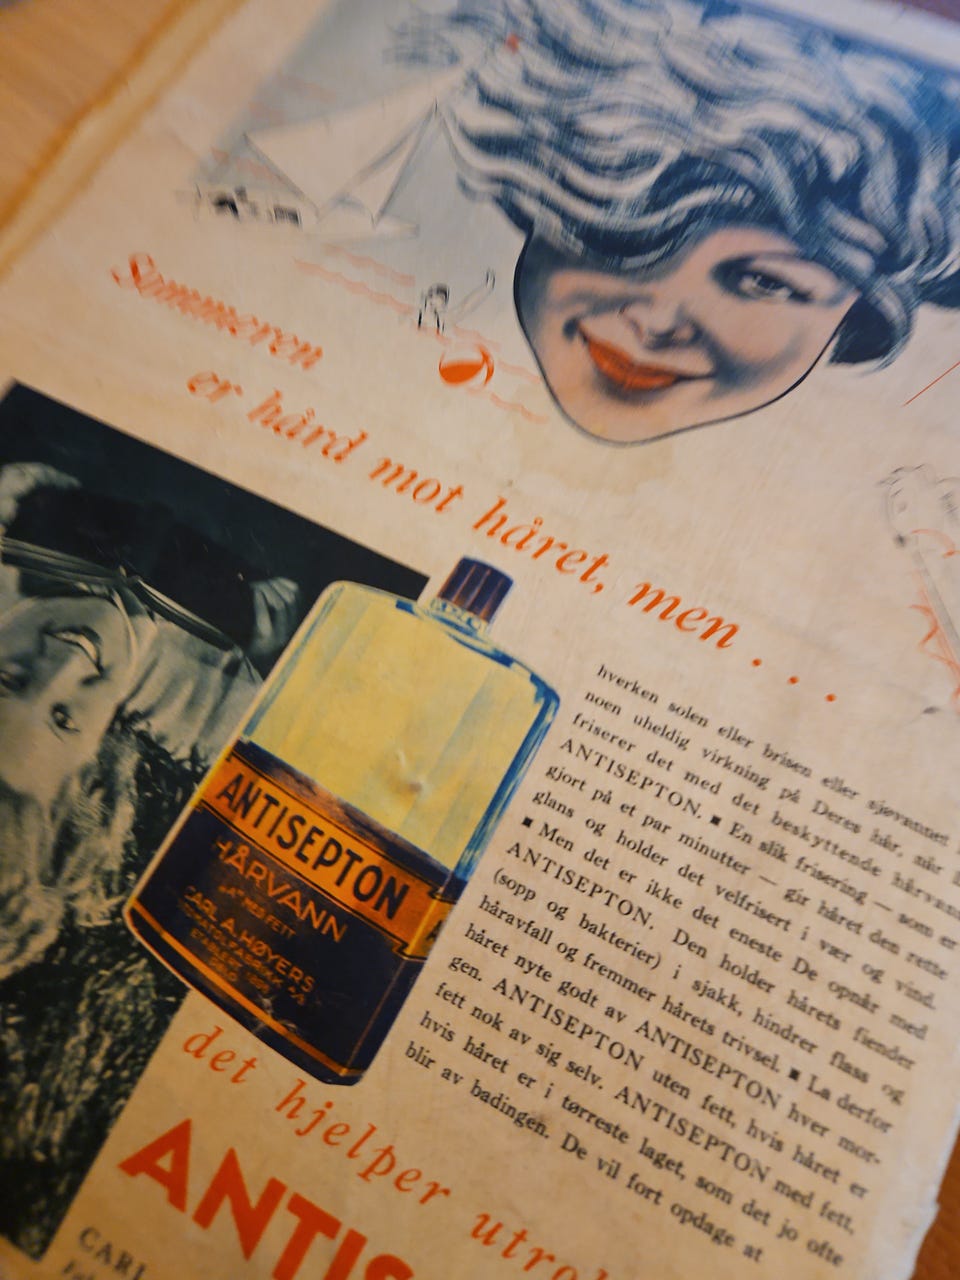 Sommeren
er hård mot håret, men . . .
ANTISEPTON
HÅRVANN
MED FETT
CARL A. HØYERS
OSLO
hverken solen eller brisen eller sjøvannet
noen uheldig virkning på Deres hår, når
friserer det med det beskyttende hårvann
ANTISEPTON. ▪ En slik frisering — som er
gjort på et par minutter — gir håret den rette
glans og holder det velfrisert i vær og vind.
▪ Men det er ikke det eneste De opnår med
ANTISEPTON. Den holder hårets fiender
(sopp og bakterier) i sjakk, hindrer flass og
håravfall og fremmer hårets trivsel. ▪ La derfor
håret nyte godt av ANTISEPTON hver mor-
gen. ANTISEPTON uten fett, hvis håret er
fett nok av sig selv. ANTISEPTON med fett,
hvis håret er i tørreste laget, som det jo ofte
blir av badingen. De vil fort opdage at
det hjelper utro
ANTIS
CARL